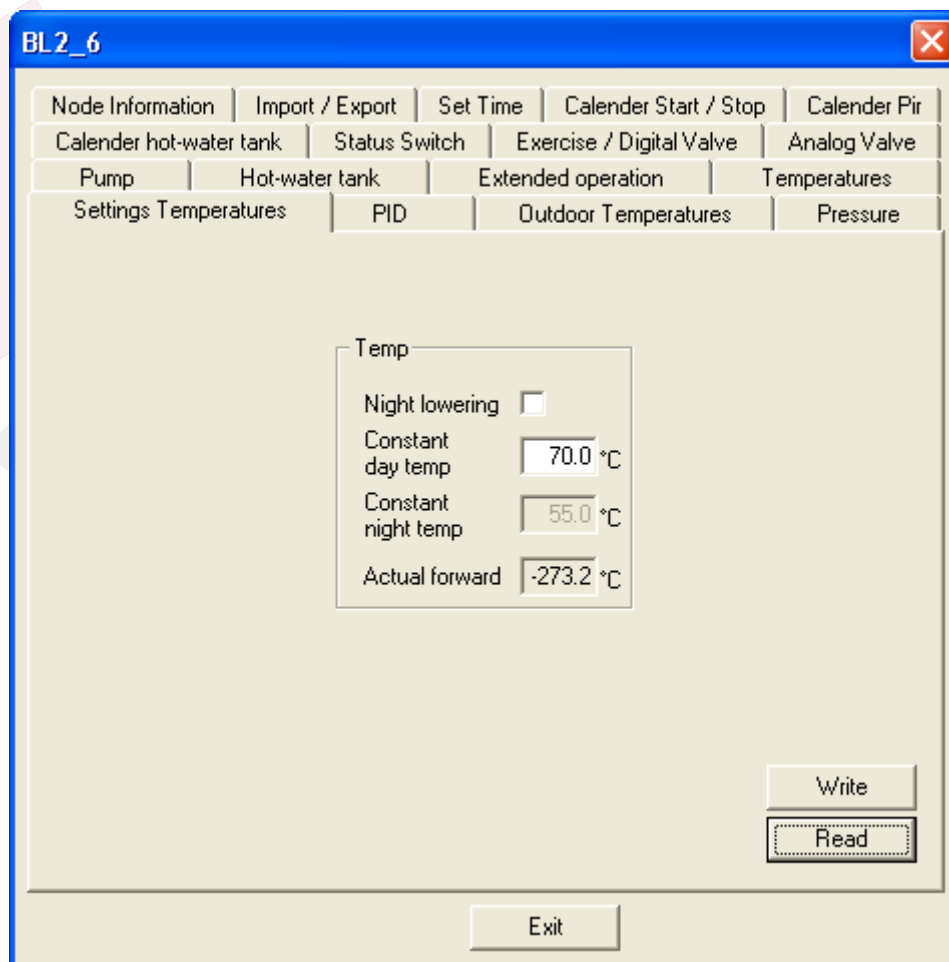 BL2_6
Node Information Import / Export Set Time Calender Start / Stop Calender Pir
Calender hot-water tank Status Switch Exercise / Digital Valve Analog Valve
Pump Hot-water tank Extended operation Temperatures
Settings Temperatures PID Outdoor Temperatures Pressure
Temp
Night lowering
Constant
day temp 70.0 °C
Constant
night temp 55.0 °C
Actual forward -273.2 °C
Write
Read
Exit